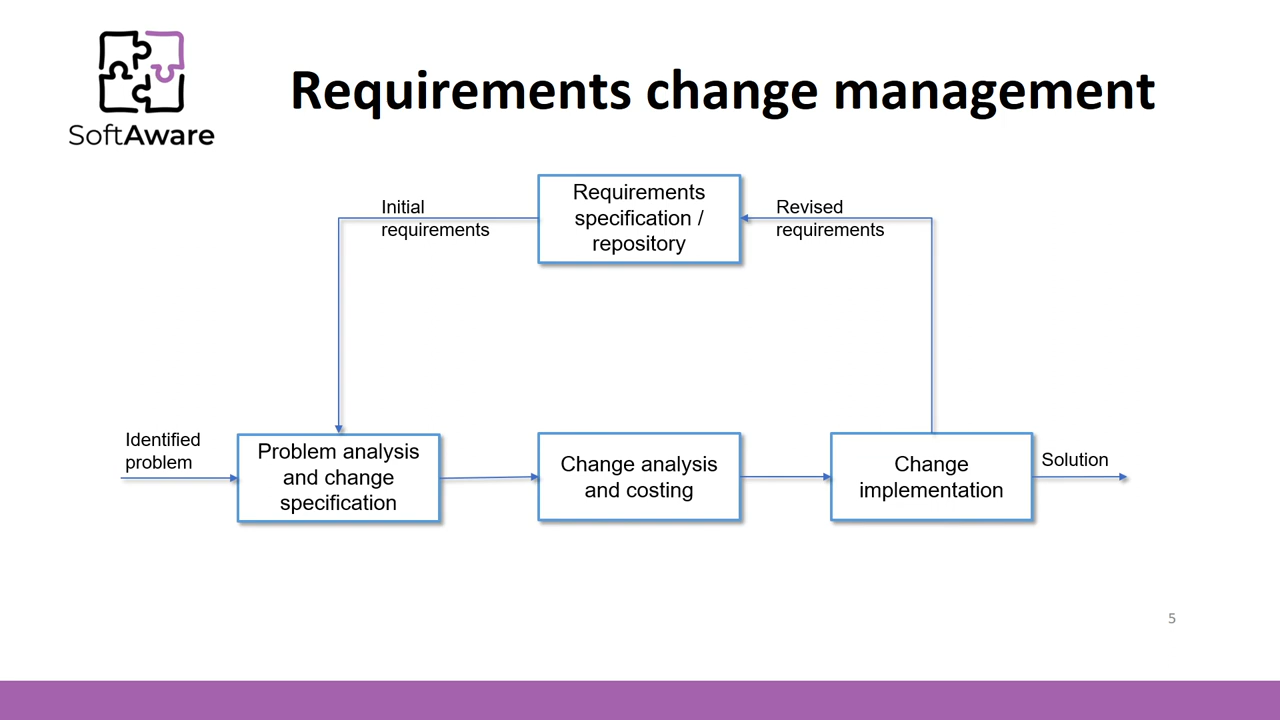 SoftAware
Requirements change management
Requirements
specification /
repository
Initial
requirements
Revised
requirements
Identified
problem
Problem analysis
and change
specification
Change analysis
and costing
Change
implementation
Solution
5